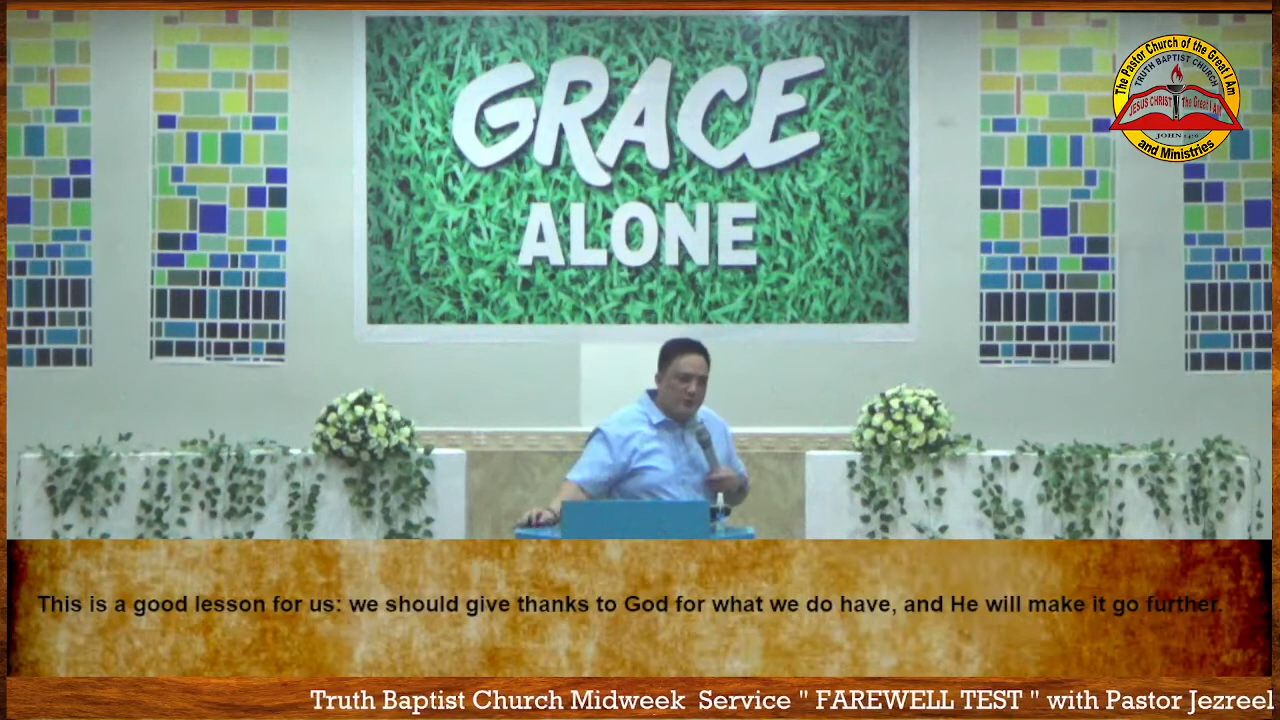 GRACE
ALONE
The Pastor Church of the Great I Am
TRUTH BAPTIST CHURCH
JESUS CHRIST The Great I AM
and Ministries
This is a good lesson for us: we should give thanks to God for what we do have, and He will make it go further.
Truth Baptist Church Midweek Service " FAREWELL TEST " with Pastor Jezreel